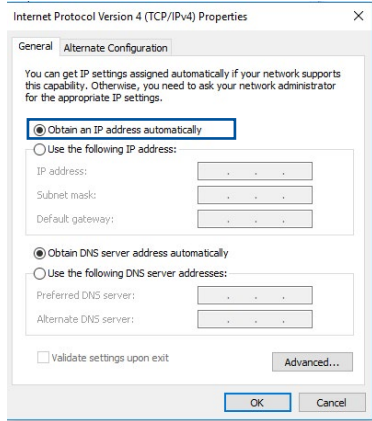 Internet Protocol Version 4 (TCP/IPv4) Properties
General Alternate Configuration
You can get IP settings assigned automatically if your network supports
this capability. Otherwise, you need to ask your network administrator
for the appropriate IP settings.
Obtain an IP address automatically
Use the following IP address:
IP address:
Subnet mask:
Default gateway:
Obtain DNS server address automatically
Use the following DNS server addresses:
Preferred DNS server:
Alternate DNS server:
Validate settings upon exit
Advanced...
OK Cancel